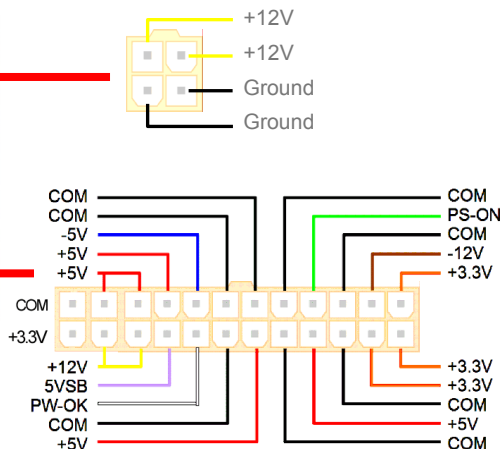 +12V
+12V
Ground
Ground
COM
COM
-5V
+5V
+5V
COM
+3.3V
+12V
5VSB
PW-OK
COM
+5V
COM
PS-ON
COM
-12V
+3.3V
+3.3V
+3.3V
COM
+5V
COM